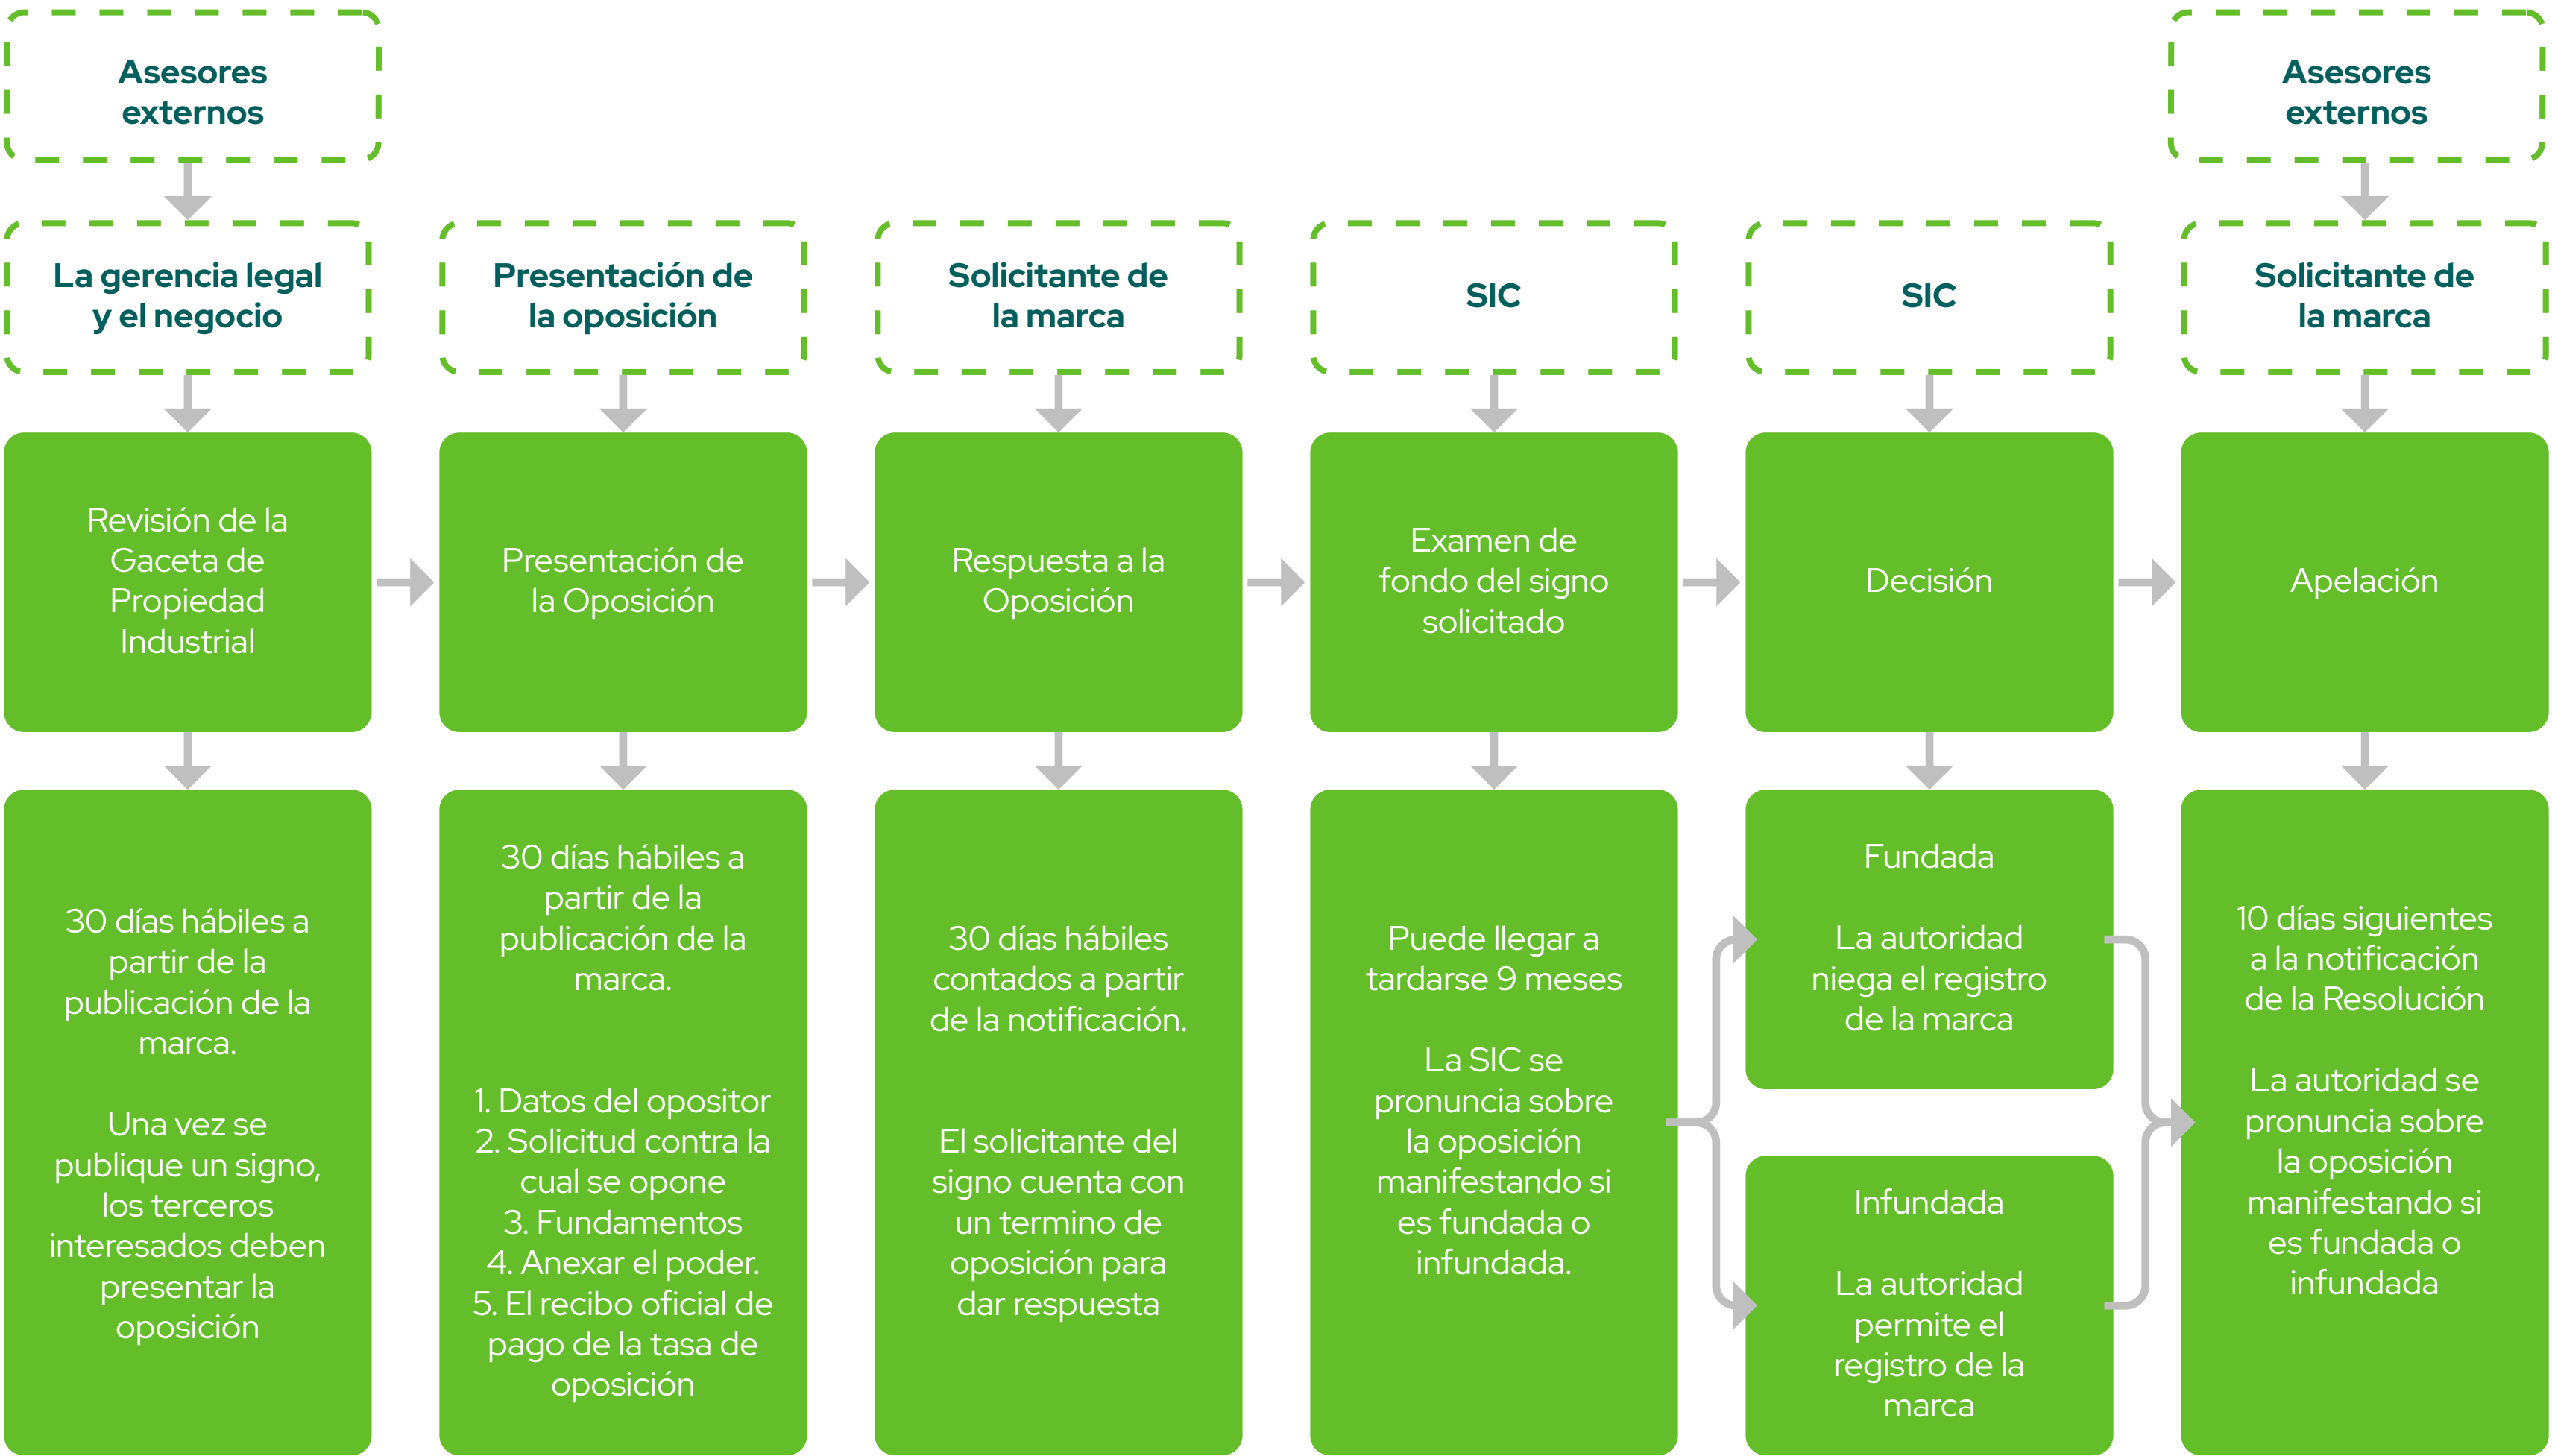 Asesores
externos
Asesores
externos
La gerencia legal
y el negocio
Presentación de
la oposición
Solicitante de
la marca
SIC
SIC
Solicitante de
la marca
Revisión de la
Gaceta de
Propiedad
Industrial
Presentación de
la Oposición
Respuesta a la
Oposición
Examen de
fondo del signo
solicitado
Decisión
Apelación
30 días hábiles a
partir de la
publicación de la
marca.
Una vez se
publique un signo,
los terceros
interesados deben
presentar la
oposición
30 días hábiles a
partir de la
publicación de la
marca.
1. Datos del opositor
2. Solicitud contra la
cual se opone
3. Fundamentos
4. Anexar el poder.
5. El recibo oficial de
pago de la tasa de
oposición
30 días hábiles
contados a partir
de la notificación.
El solicitante del
signo cuenta con
un termino de
oposición para
dar respuesta
Puede llegar a
tardarse 9 meses
La SIC se
pronuncia sobre
la oposición
manifestando si
es fundada o
infundada.
Fundada
La autoridad
niega el registro
de la marca
Infundada
La autoridad
permite el
registro de la
marca
10 días siguientes
a la notificación
de la Resolución
La autoridad se
pronuncia sobre
la oposición
manifestando si
es fundada o
infundada